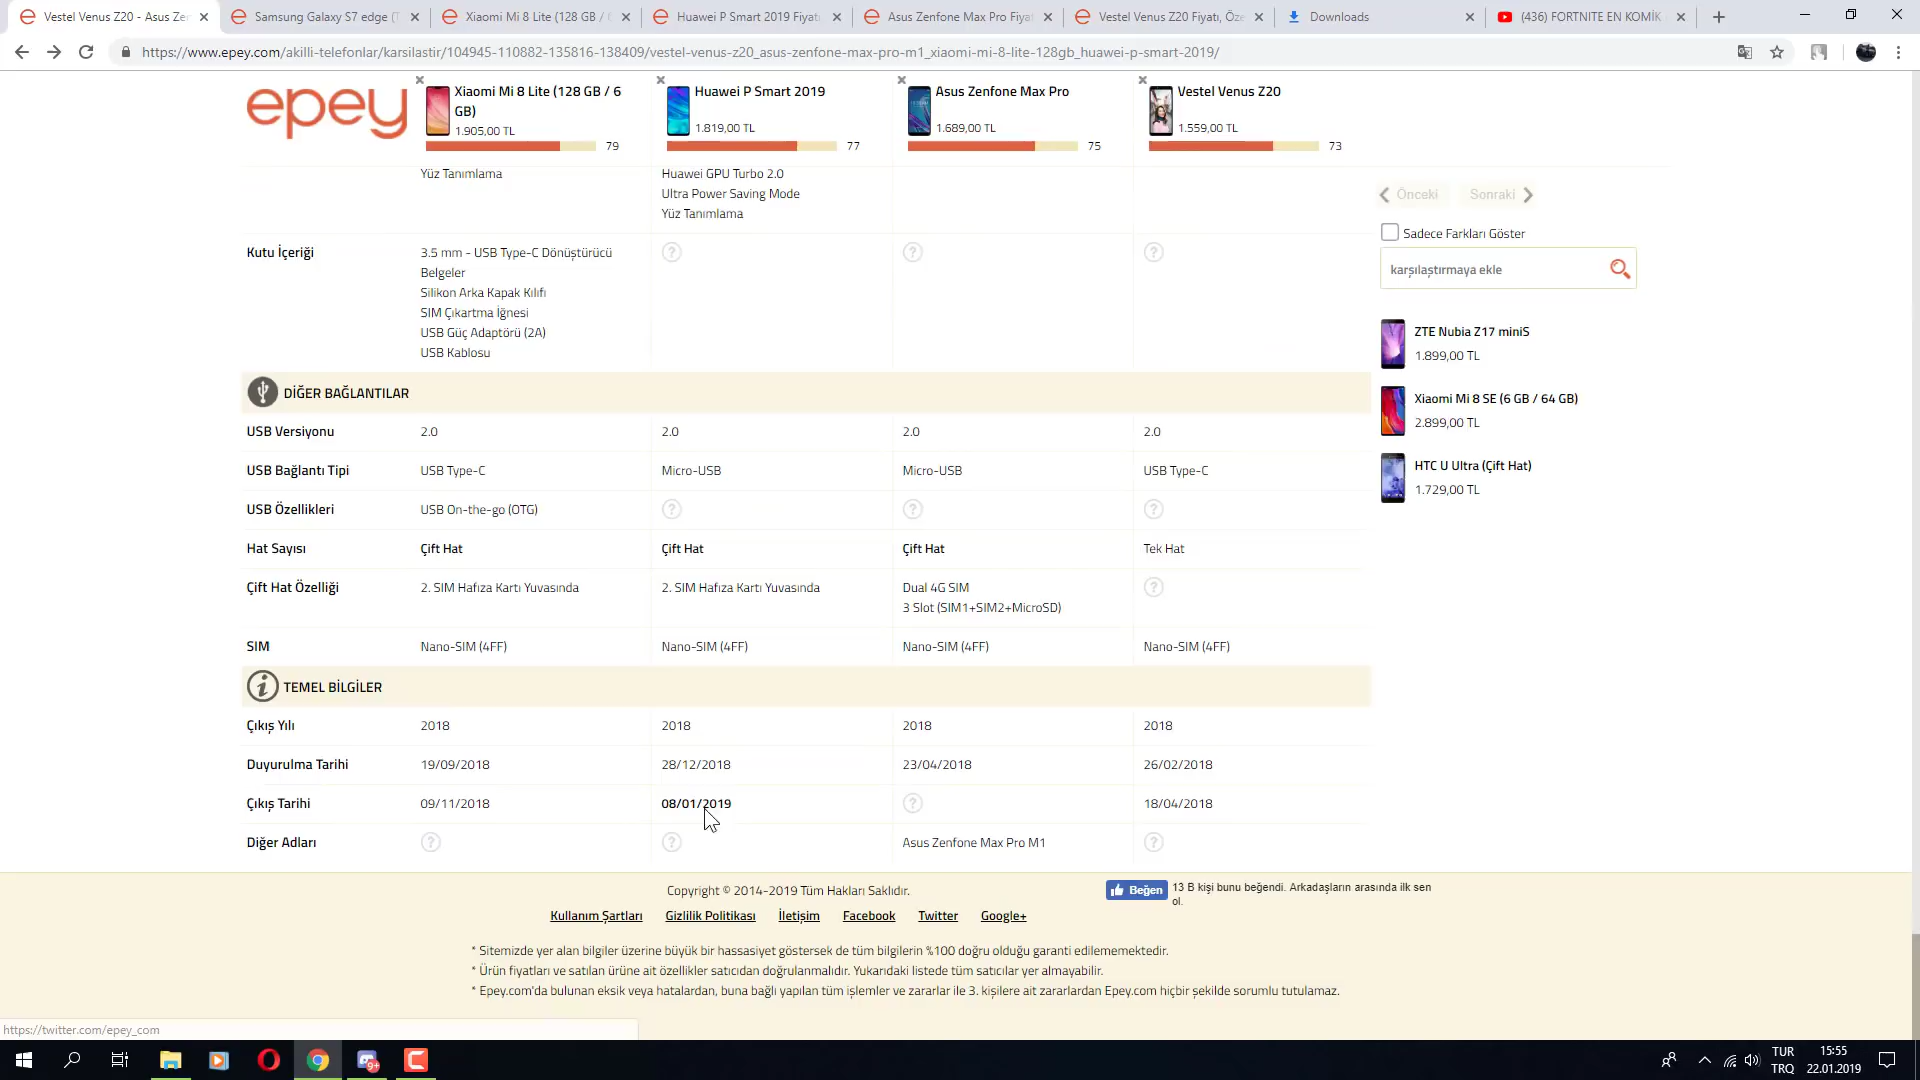 Vestel Venus Z20 - Asus Zen
Samsung Galaxy S7 edge (T
Xiaomi Mi 8 Lite (128 GB / 6
Huawei P Smart 2019 Fiyatı
Asus Zenfone Max Pro Fiyat
Vestel Venus Z20 Fiyatı, Öze
Downloads
(436) FORTNITE EN KOMİK
https://www.epey.com/akilli-telefonlar/karsilastir/104945-110882-135816-138409/vestel-venus-z20_asus-zenfone-max-pro-m1_xiaomi-mi-8-lite-128gb_huawei-p-smart-2019/
epey
Xiaomi Mi 8 Lite (128 GB / 6 GB)
1.905,00 TL
79
Huawei P Smart 2019
1.819,00 TL
77
Asus Zenfone Max Pro
1.689,00 TL
75
Vestel Venus Z20
1.559,00 TL
73
Yüz Tanımlama
Huawei GPU Turbo 2.0
Ultra Power Saving Mode
Yüz Tanımlama
Önceki Sonraki
Sadece Farkları Göster
karşılaştırmaya ekle
Kutu İçeriği
3.5 mm - USB Type-C Dönüştürücü
Belgeler
Silikon Arka Kapak Kılıfı
SIM Çıkartma İğnesi
USB Güç Adaptörü (2A)
USB Kablosu
? ? ?
ZTE Nubia Z17 miniS
1.899,00 TL
Xiaomi Mi 8 SE (6 GB / 64 GB)
2.899,00 TL
HTC U Ultra (Çift Hat)
1.729,00 TL
DİĞER BAĞLANTILAR
USB Versiyonu 2.0 2.0 2.0 2.0
USB Bağlantı Tipi USB Type-C Micro-USB Micro-USB USB Type-C
USB Özellikleri USB On-the-go (OTG) ? ? ?
Hat Sayısı Çift Hat Çift Hat Çift Hat Tek Hat
Çift Hat Özelliği 2. SIM Hafıza Kartı Yuvasında 2. SIM Hafıza Kartı Yuvasında Dual 4G SIM ?
3 Slot (SIM1+SIM2+MicroSD)
SIM Nano-SIM (4FF) Nano-SIM (4FF) Nano-SIM (4FF) Nano-SIM (4FF)
TEMEL BİLGİLER
Çıkış Yılı 2018 2018 2018 2018
Duyurulma Tarihi 19/09/2018 28/12/2018 23/04/2018 26/02/2018
Çıkış Tarihi 09/11/2018 08/01/2019 ? 18/04/2018
Diğer Adları ? ? Asus Zenfone Max Pro M1 ?
Copyright © 2014-2019 Tüm Hakları Saklıdır.
Beğen 13 B kişi bunu beğendi. Arkadaşların arasında ilk sen
ol.
Kullanım Şartları Gizlilik Politikası İletişim Facebook Twitter Google+
* Sitemizde yer alan bilgiler üzerine büyük bir hassasiyet göstersek de tüm bilgilerin %100 doğru olduğu garanti edilememektedir.
* Ürün fiyatları ve satılan ürüne ait özellikler satıcıdan doğrulanmalıdır. Yukarıdaki listede tüm satıcılar yer almayabilir.
* Epey.com'da bulunan eksik veya hatalardan, buna bağlı yapılan tüm işlemler ve zararlar ile 3. kişilere ait zararlardan Epey.com hiçbir şekilde sorumlu tutulamaz.
https://twitter.com/epey_com
9+
TUR
TRQ
15:55
22.01.2019